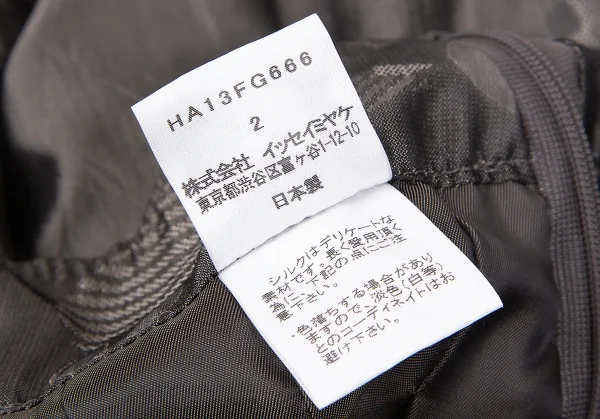 HA13FG666
2
株式会社 イッセイミヤケ
東京都渋谷区富ヶ谷1-12-10
日本製
シルクはデリケートな
素材です。長く愛用頂く
為に、下記の点にご注
意下さい。
・色落ちする場合があり
ますので、淡色(白等)
とのコーディネイトはお
避け下さい。